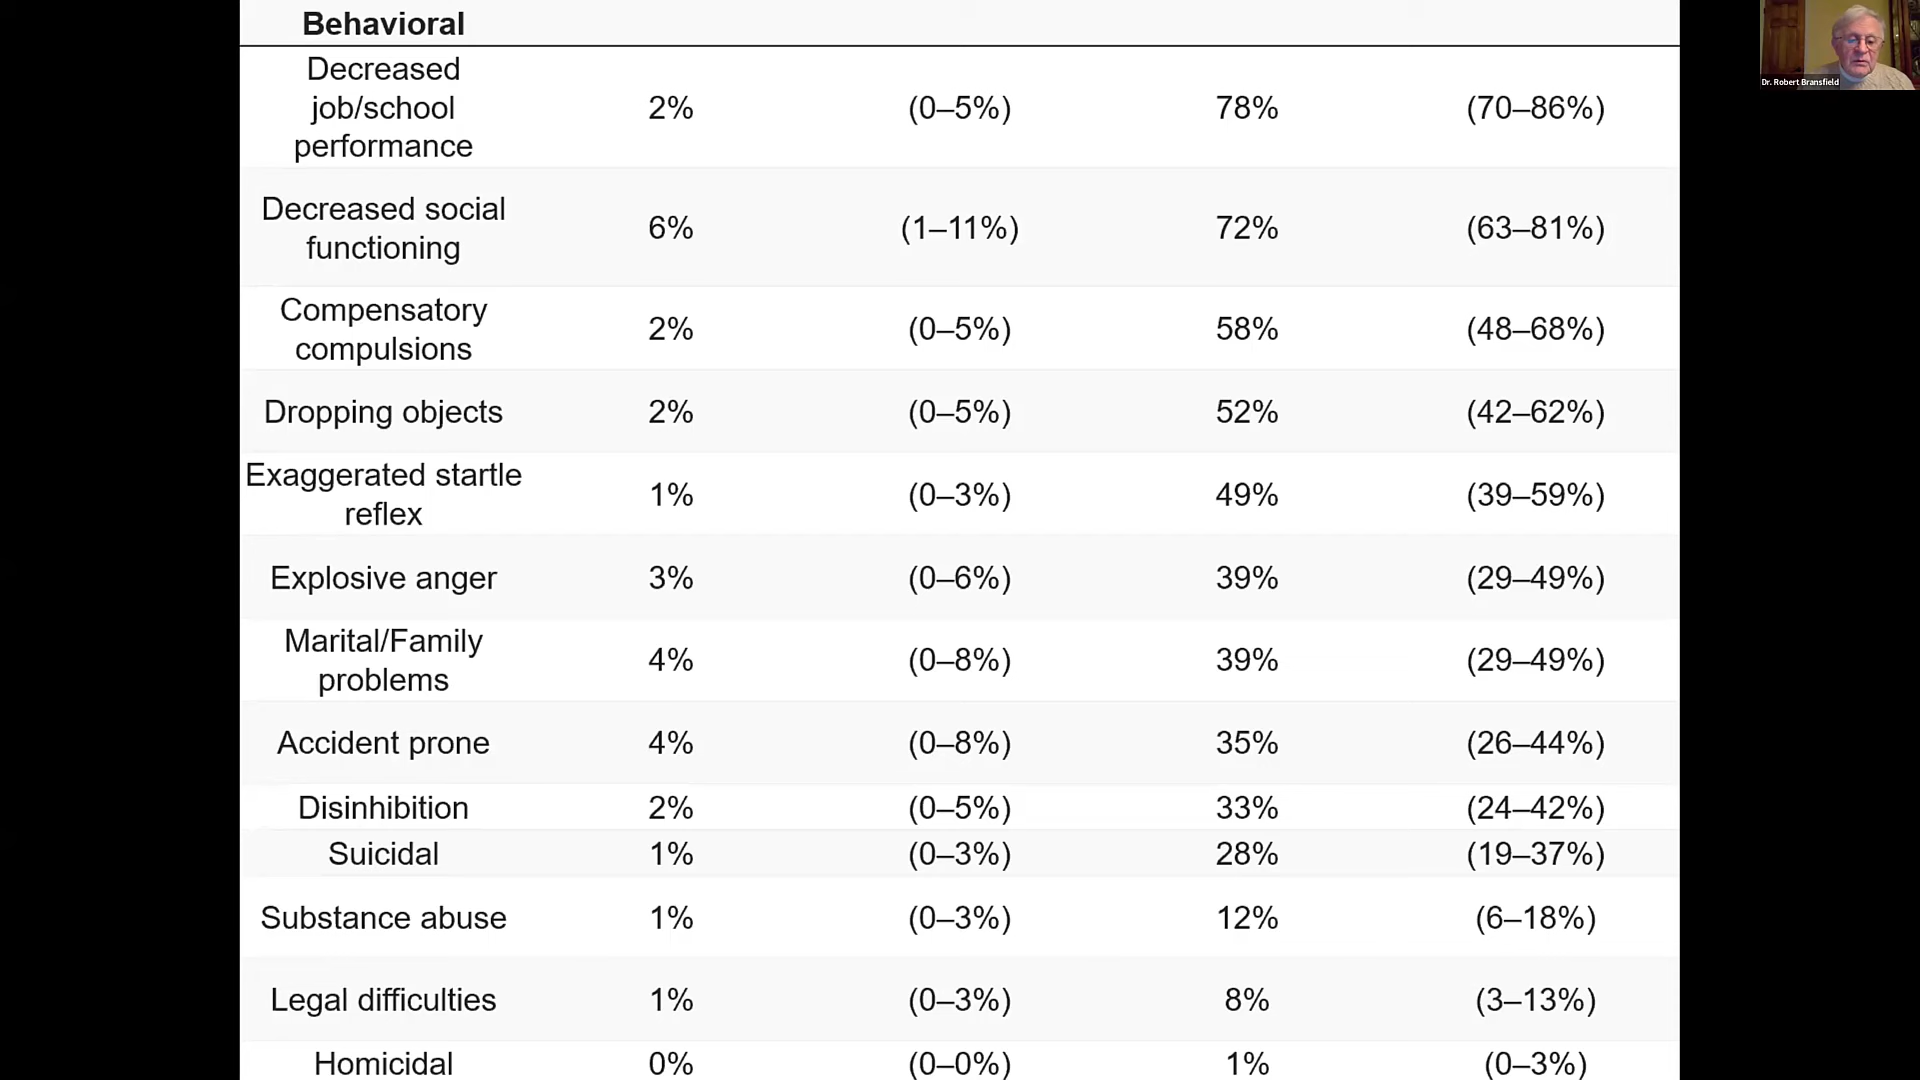 Behavioral
Decreased
job/school
performance
2%
(0–5%)
78%
(70–86%)
Decreased social
functioning
6%
(1–11%)
72%
(63–81%)
Compensatory
compulsions
2%
(0–5%)
58%
(48–68%)
Dropping objects
2%
(0–5%)
52%
(42–62%)
Exaggerated startle
reflex
1%
(0–3%)
49%
(39–59%)
Explosive anger
3%
(0–6%)
39%
(29–49%)
Marital/Family
problems
4%
(0–8%)
39%
(29–49%)
Accident prone
4%
(0–8%)
35%
(26–44%)
Disinhibition
2%
(0–5%)
33%
(24–42%)
Suicidal
1%
(0–3%)
28%
(19–37%)
Substance abuse
1%
(0–3%)
12%
(6–18%)
Legal difficulties
1%
(0–3%)
8%
(3–13%)
Homicidal
0%
(0–0%)
1%
(0–3%)
Dr. Robert Bransfield